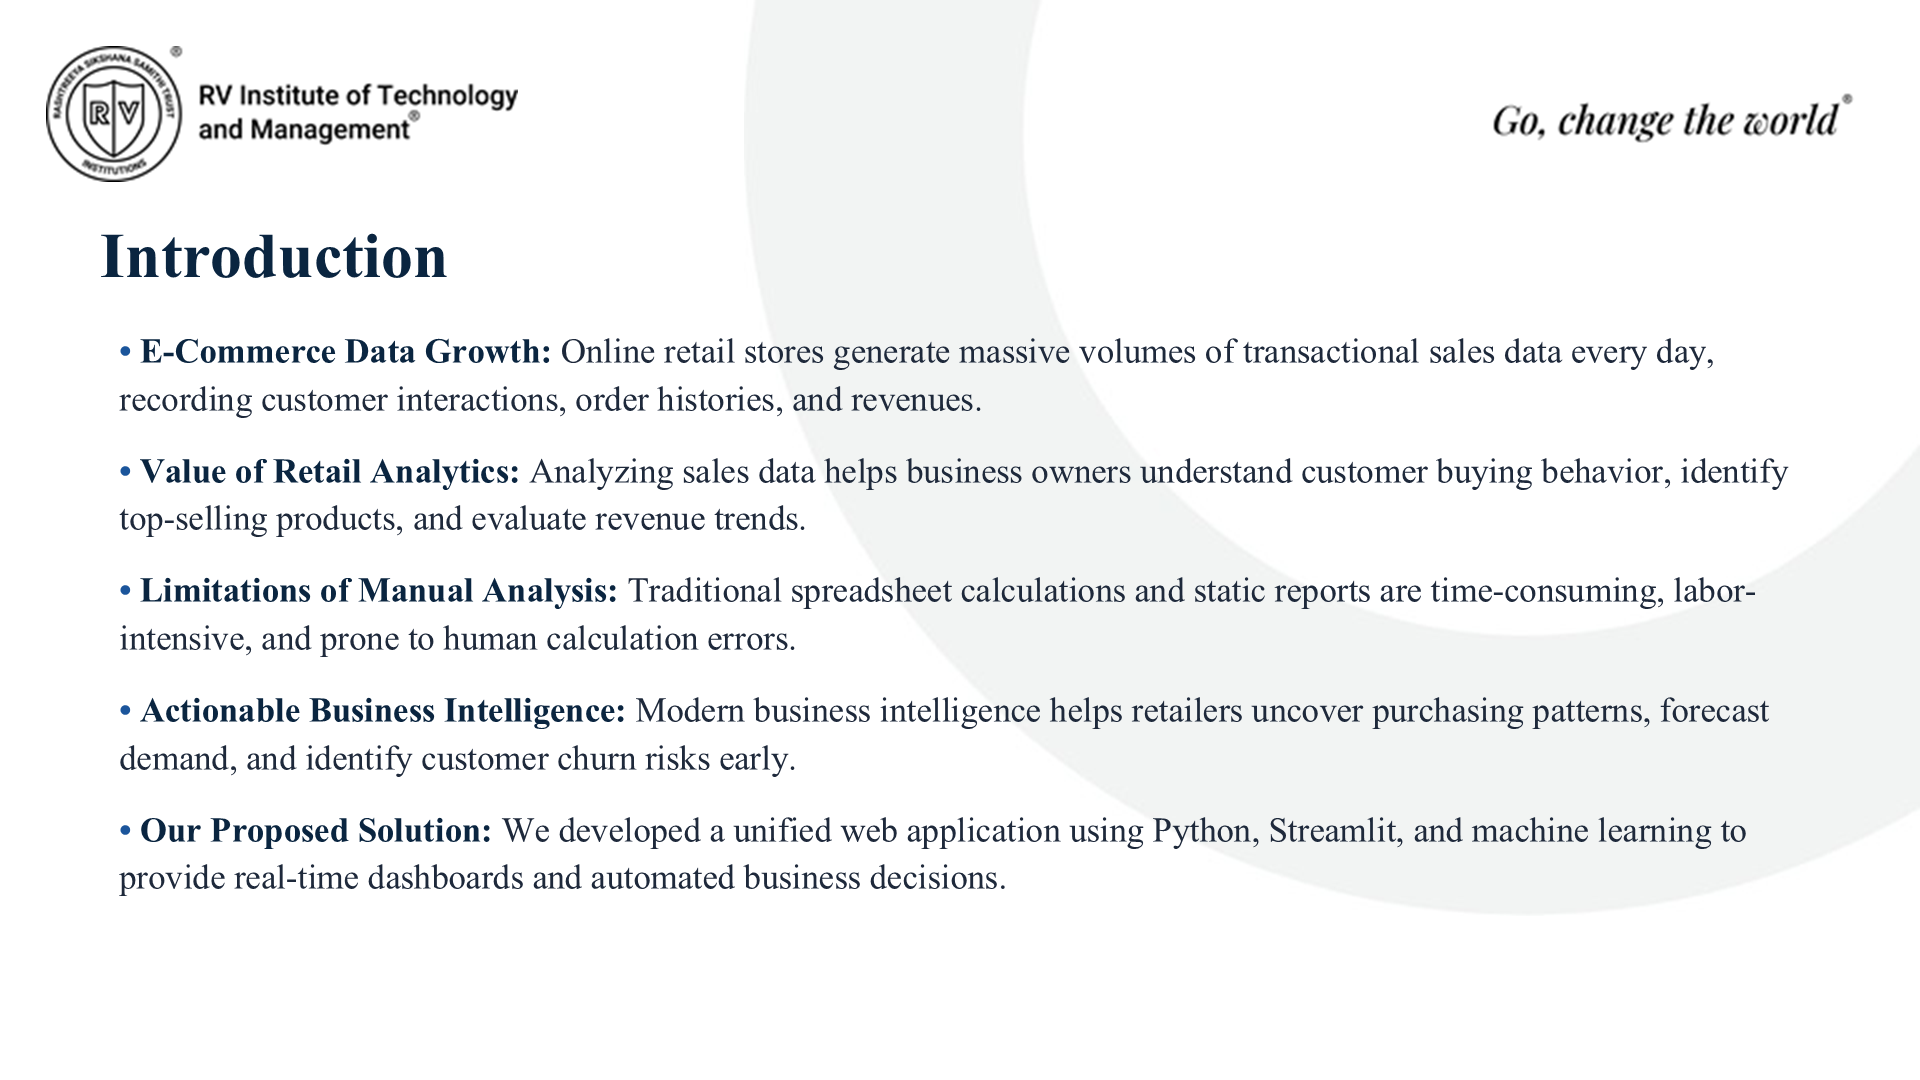 RASHTREEYA SIKSHANA SAMITHI TRUST
RV
INSTITUTIONS
®
RV Institute of Technology
and Management®
Go, change the world®
Introduction
• E-Commerce Data Growth: Online retail stores generate massive volumes of transactional sales data every day,
recording customer interactions, order histories, and revenues.
• Value of Retail Analytics: Analyzing sales data helps business owners understand customer buying behavior, identify
top-selling products, and evaluate revenue trends.
• Limitations of Manual Analysis: Traditional spreadsheet calculations and static reports are time-consuming, labor-
intensive, and prone to human calculation errors.
• Actionable Business Intelligence: Modern business intelligence helps retailers uncover purchasing patterns, forecast
demand, and identify customer churn risks early.
• Our Proposed Solution: We developed a unified web application using Python, Streamlit, and machine learning to
provide real-time dashboards and automated business decisions.